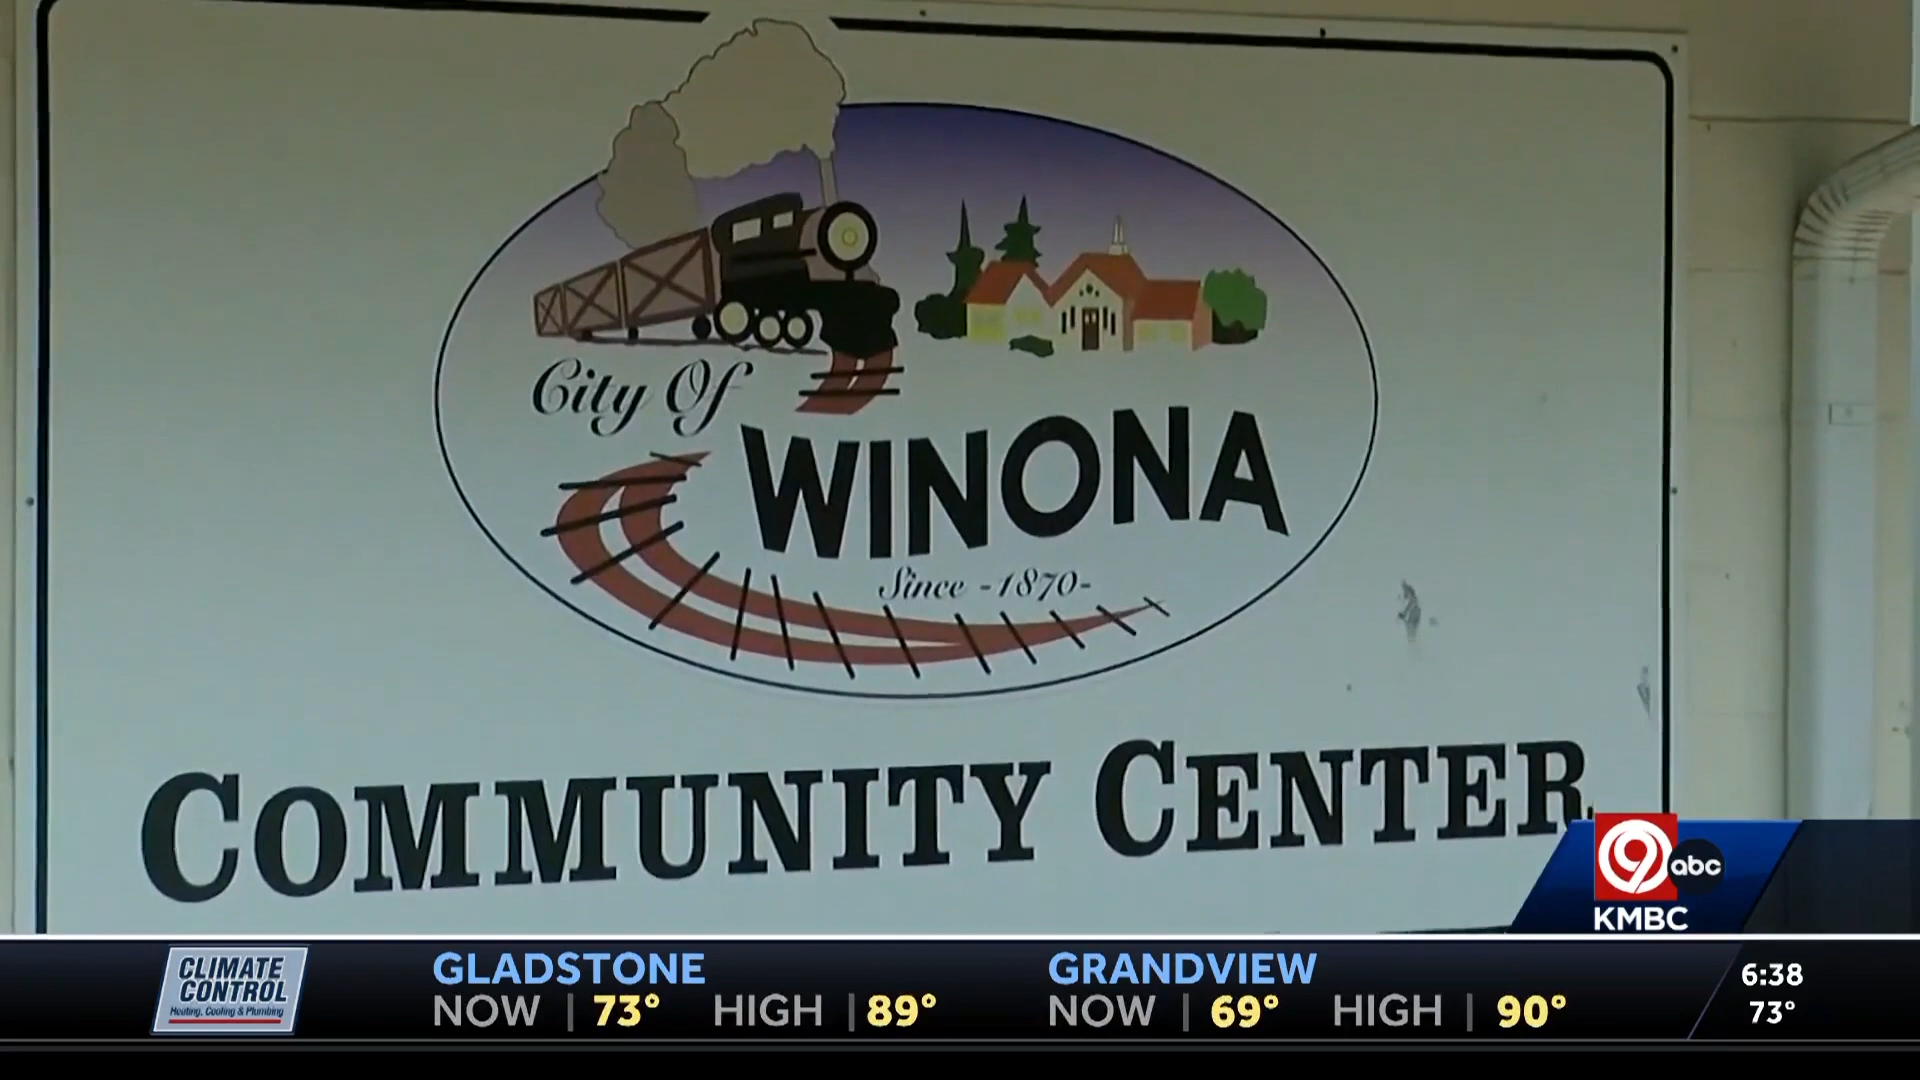 City Of
WINONA
Since -1870-
COMMUNITY CENTER
9 abc
KMBC
CLIMATE CONTROL
Heating, Cooling & Plumbing
GLADSTONE
NOW | 73° HIGH | 89°
GRANDVIEW
NOW | 69° HIGH | 90°
6:38
73°